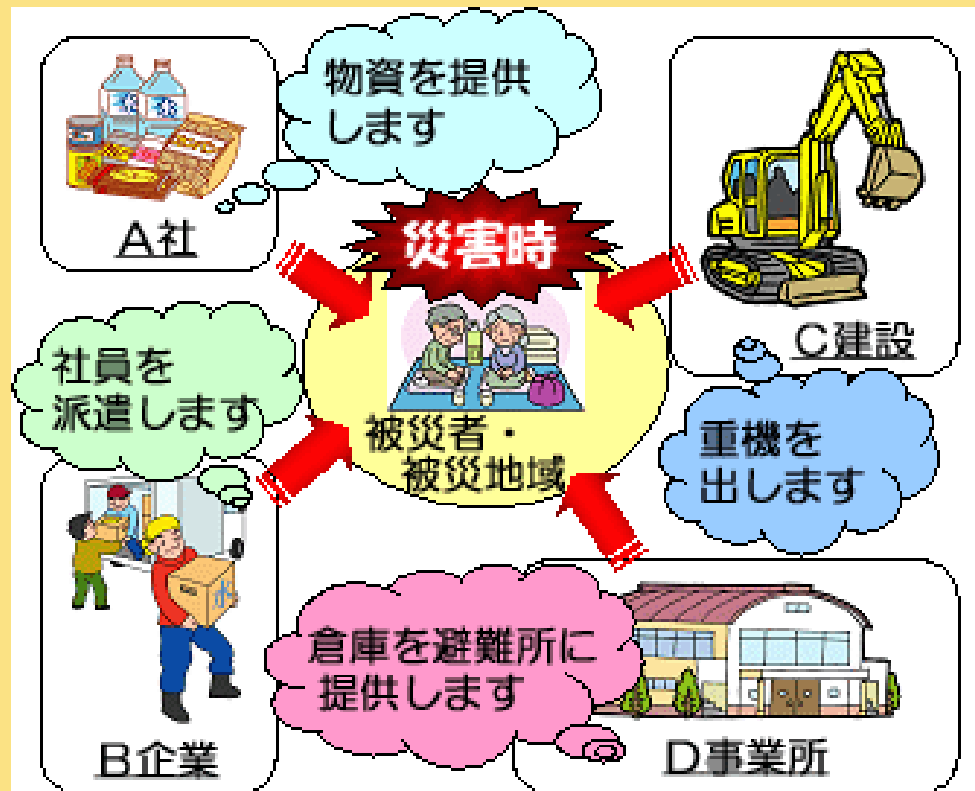 物資を提供
します
A社
災害時
C建設
社員を
派遣します
被災者・
被災地域
重機を
出します
水
B企業
倉庫を避難所に
提供します
D事業所